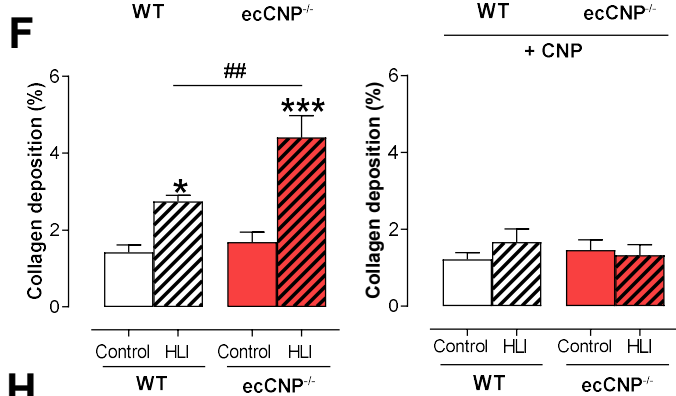 WT ecCNP-/- WT ecCNP-/-
F
+ CNP
Collagen deposition (%)
6
4
2
0
##
*
***
Control HLI Control HLI
WT ecCNP-/-
Collagen deposition (%)
6
4
2
0
Control HLI Control HLI
WT ecCNP-/-
H